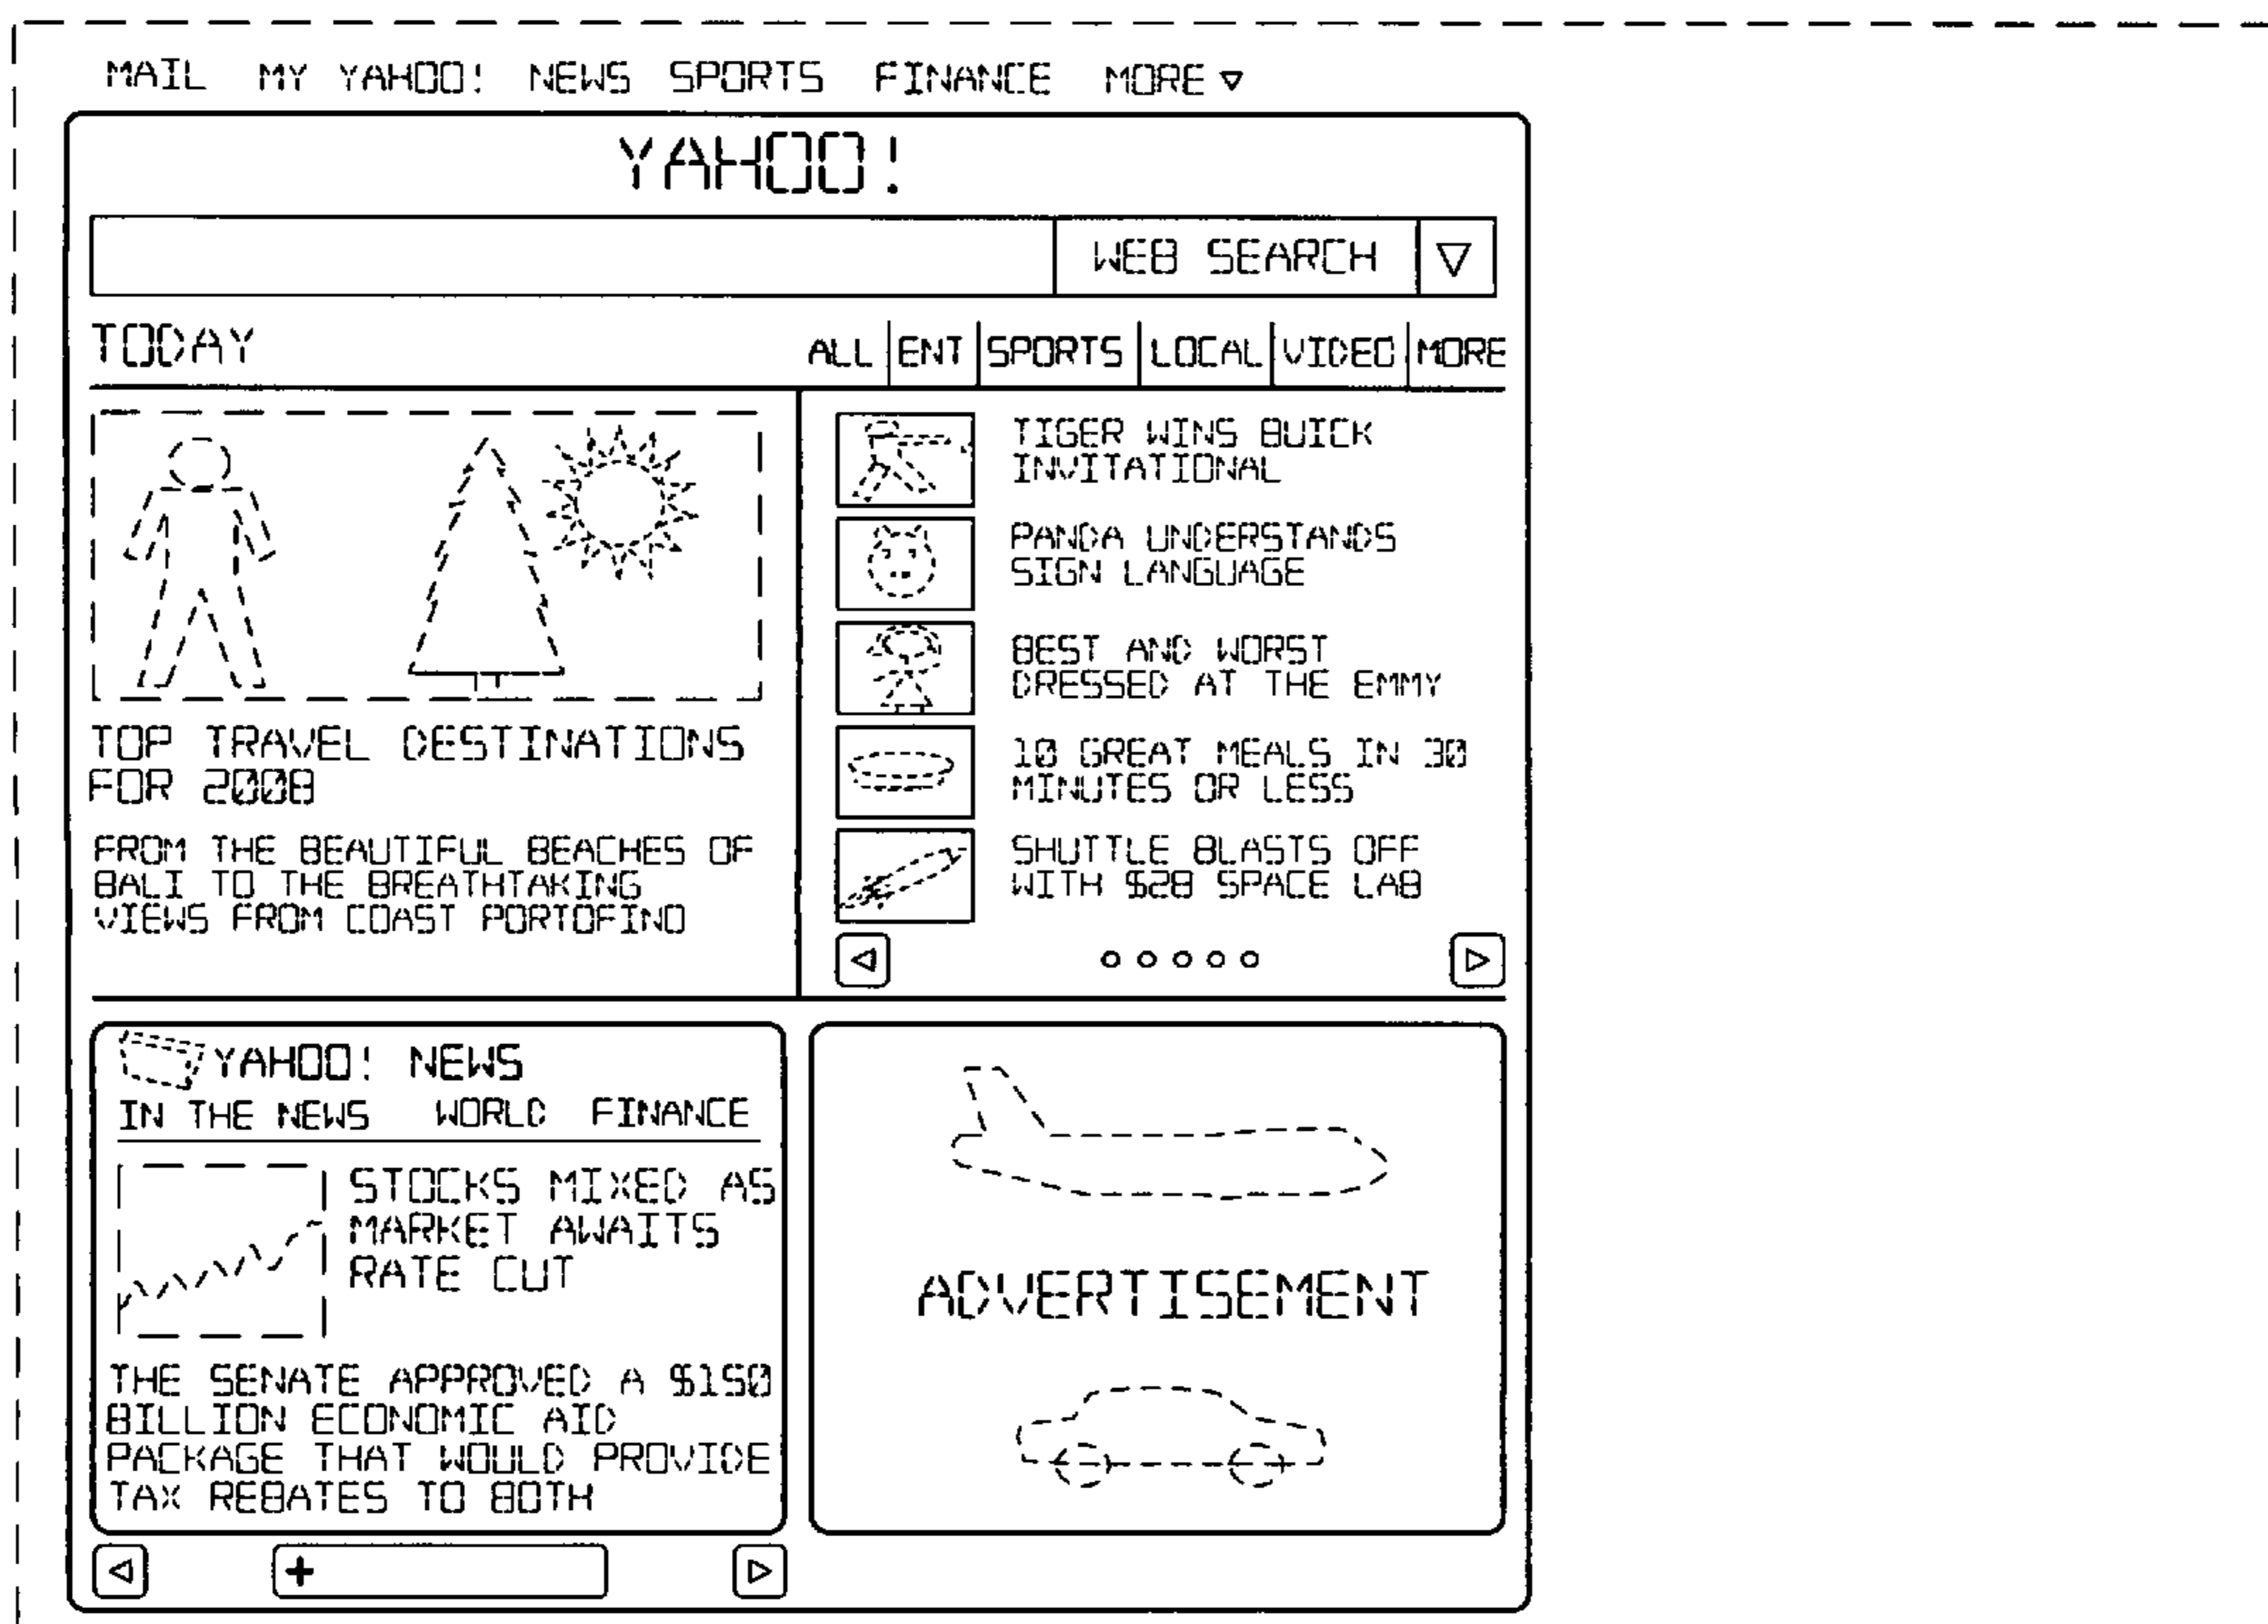 MAIL MY YAHOO! NEWS SPORTS FINANCE MORE
YAHOO!
WEB SEARCH
TODAY
ALL ENT SPORTS LOCAL VIDEO MORE
TOP TRAVEL DESTINATIONS
FOR 2008
FROM THE BEAUTIFUL BEACHES OF
BALI TO THE BREATHTAKING
VIEWS FROM COAST PORTOFINO
TIGER WINS BUICK
INVITATIONAL
PANDA UNDERSTANDS
SIGN LANGUAGE
BEST AND WORST
DRESSED AT THE EMMY
10 GREAT MEALS IN 30
MINUTES OR LESS
SHUTTLE BLASTS OFF
WITH $2B SPACE LAB
YAHOO! NEWS
IN THE NEWS WORLD FINANCE
STOCKS MIXED AS
MARKET AWAITS
RATE CUT
THE SENATE APPROVED A $150
BILLION ECONOMIC AID
PACKAGE THAT WOULD PROVIDE
TAX REBATES TO BOTH
+
ADVERTISEMENT